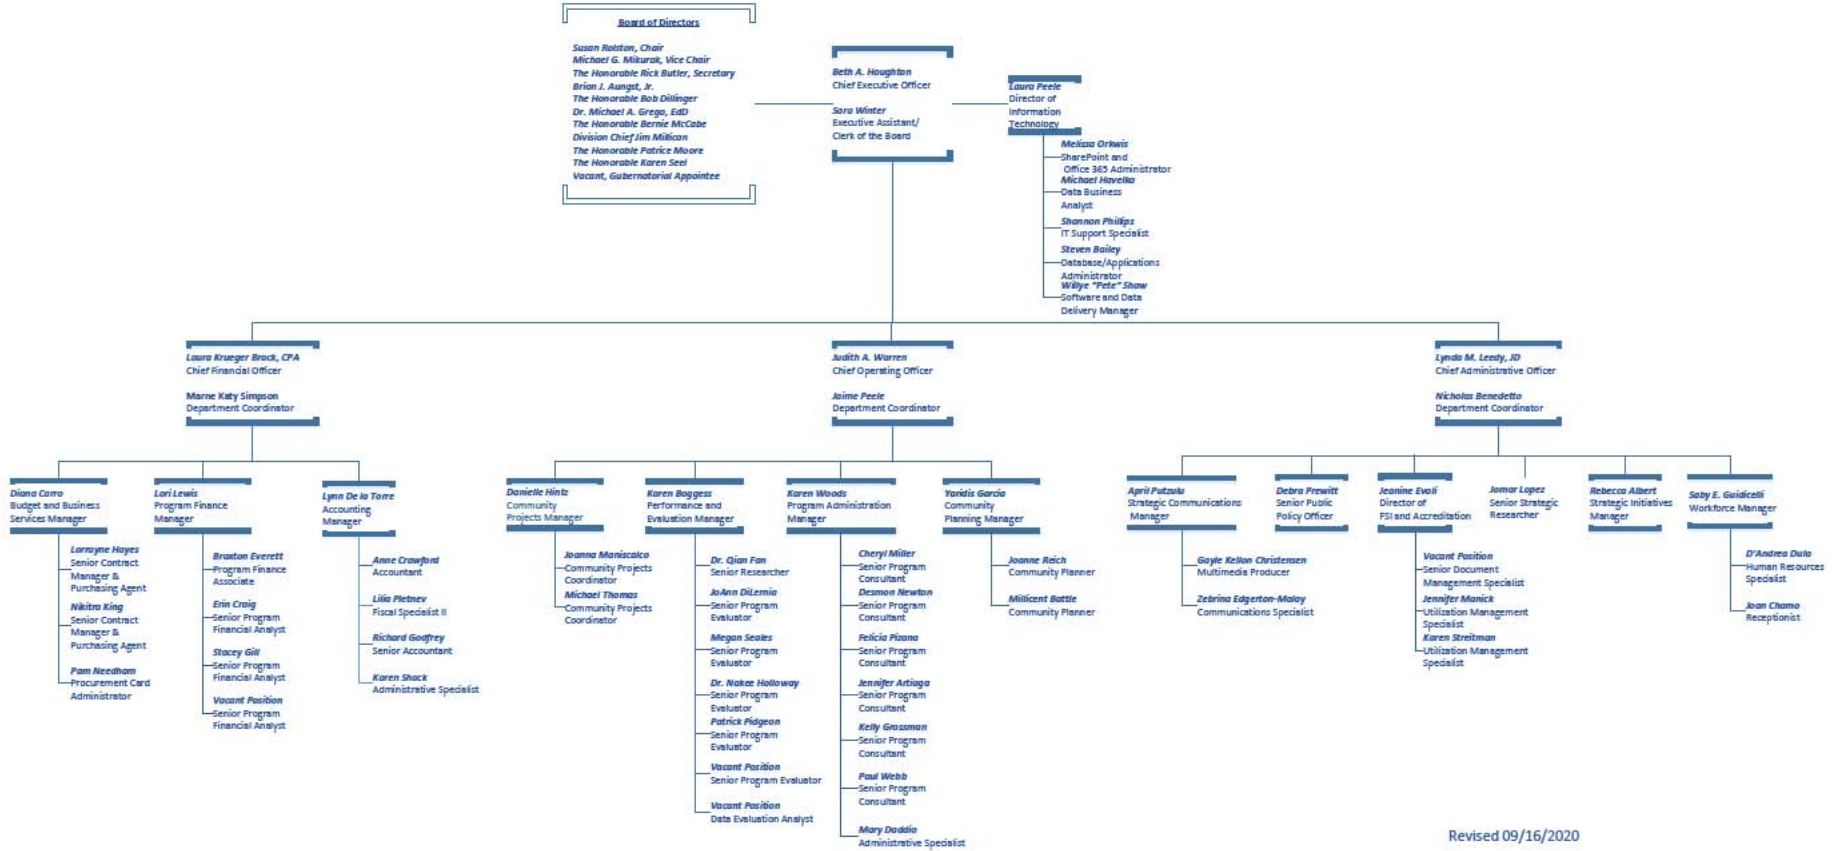 Board of Directors
Susan Rolston, Chair
Michael G. Mikurak, Vice Chair
The Honorable Rick Butler, Secretary
Brian J. Aungst, Jr.
The Honorable Bob Dillinger
Dr. Michael A. Grego, EdD
The Honorable Bernie McCabe
Division Chief Jim Millican
The Honorable Patrice Moore
The Honorable Karen Seel
Vacant, Gubernatorial Appointee
Beth A. Houghton
Chief Executive Officer
Sara Winter
Executive Assistant/
Clerk of the Board
Laura Peele
Director of
Information
Technology
Melissa Orkwis
SharePoint and
Office 365 Administrator
Michael Havelka
Data Business
Analyst
Shannon Phillips
IT Support Specialist
Steven Bailey
Database/Applications
Administrator
Willye "Pete" Shaw
Software and Data
Delivery Manager
Laura Krueger Brock, CPA
Chief Financial Officer
Marne Katy Simpson
Department Coordinator
Judith A. Warren
Chief Operating Officer
Jaime Peele
Department Coordinator
Lynda M. Leedy, JD
Chief Administrative Officer
Nicholas Benedetto
Department Coordinator
Diana Carro
Budget and Business
Services Manager
Lorrayne Hayes
Senior Contract
Manager &
Purchasing Agent
Nikitra King
Senior Contract
Manager &
Purchasing Agent
Pam Needham
Procurement Card
Administrator
Lori Lewis
Program Finance
Manager
Braxton Everett
Program Finance
Associate
Erin Craig
Senior Program
Financial Analyst
Stacey Gill
Senior Program
Financial Analyst
Vacant Position
Senior Program
Financial Analyst
Lynn De la Torre
Accounting
Manager
Anne Crawford
Accountant
Lilia Pletnev
Fiscal Specialist II
Richard Godfrey
Senior Accountant
Karen Shack
Administrative Specialist
Danielle Hintz
Community
Projects Manager
Joanna Maniscalco
Community Projects
Coordinator
Michael Thomas
Community Projects
Coordinator
Karen Boggess
Performance and
Evaluation Manager
Dr. Qian Fan
Senior Researcher
JoAnn DiLernia
Senior Program
Evaluator
Megan Seales
Senior Program
Evaluator
Dr. Nakee Holloway
Senior Program
Evaluator
Patrick Pidgeon
Senior Program
Evaluator
Vacant Position
Senior Program Evaluator
Vacant Position
Data Evaluation Analyst
Karen Woods
Program Administration
Manager
Cheryl Miller
Senior Program
Consultant
Desmon Newton
Senior Program
Consultant
Felicia Pizana
Senior Program
Consultant
Jennifer Artiaga
Senior Program
Consultant
Kelly Grossman
Senior Program
Consultant
Paul Webb
Senior Program
Consultant
Mary Daddio
Administrative Specialist
Yaridis Garcia
Community
Planning Manager
Joanne Reich
Community Planner
Millicent Battle
Community Planner
April Putzulu
Strategic Communications
Manager
Gayle Kellon Christensen
Multimedia Producer
Zebrina Edgerton-Maloy
Communications Specialist
Debra Prewitt
Senior Public
Policy Officer
Jeanine Evoli
Director of
FSI and Accreditation
Vacant Position
Senior Document
Management Specialist
Jennifer Manick
Utilization Management
Specialist
Karen Streitman
Utilization Management
Specialist
Jomar Lopez
Senior Strategic
Researcher
Rebecca Albert
Strategic Initiatives
Manager
Saby E. Guidicelli
Workforce Manager
D'Andrea Dula
Human Resources
Specialist
Joan Chamo
Receptionist
Revised 09/16/2020